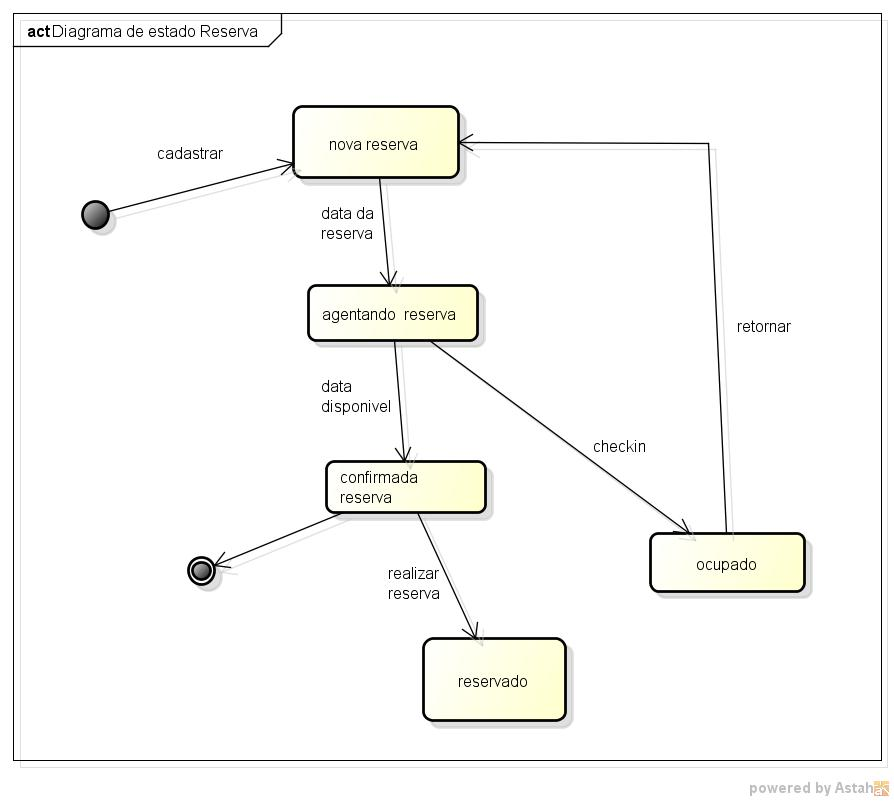 act Diagrama de estado Reserva
nova reserva
cadastrar
data da
reserva
agentando reserva
retornar
data
disponivel
checkin
confirmada
reserva
ocupado
realizar
reserva
reservado
powered by Astah